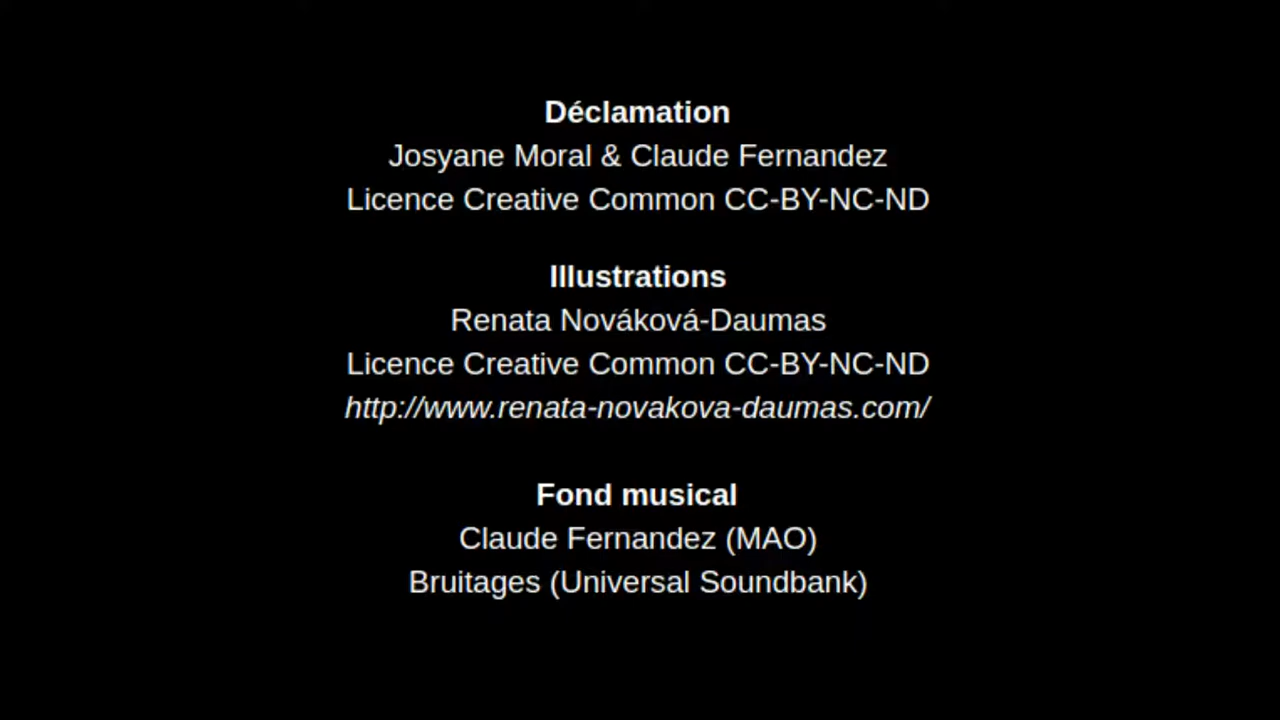 Déclamation
Josyane Moral & Claude Fernandez
Licence Creative Common CC-BY-NC-ND
Illustrations
Renata Nováková-Daumas
Licence Creative Common CC-BY-NC-ND
http://www.renata-novakova-daumas.com/
Fond musical
Claude Fernandez (MAO)
Bruitages (Universal Soundbank)